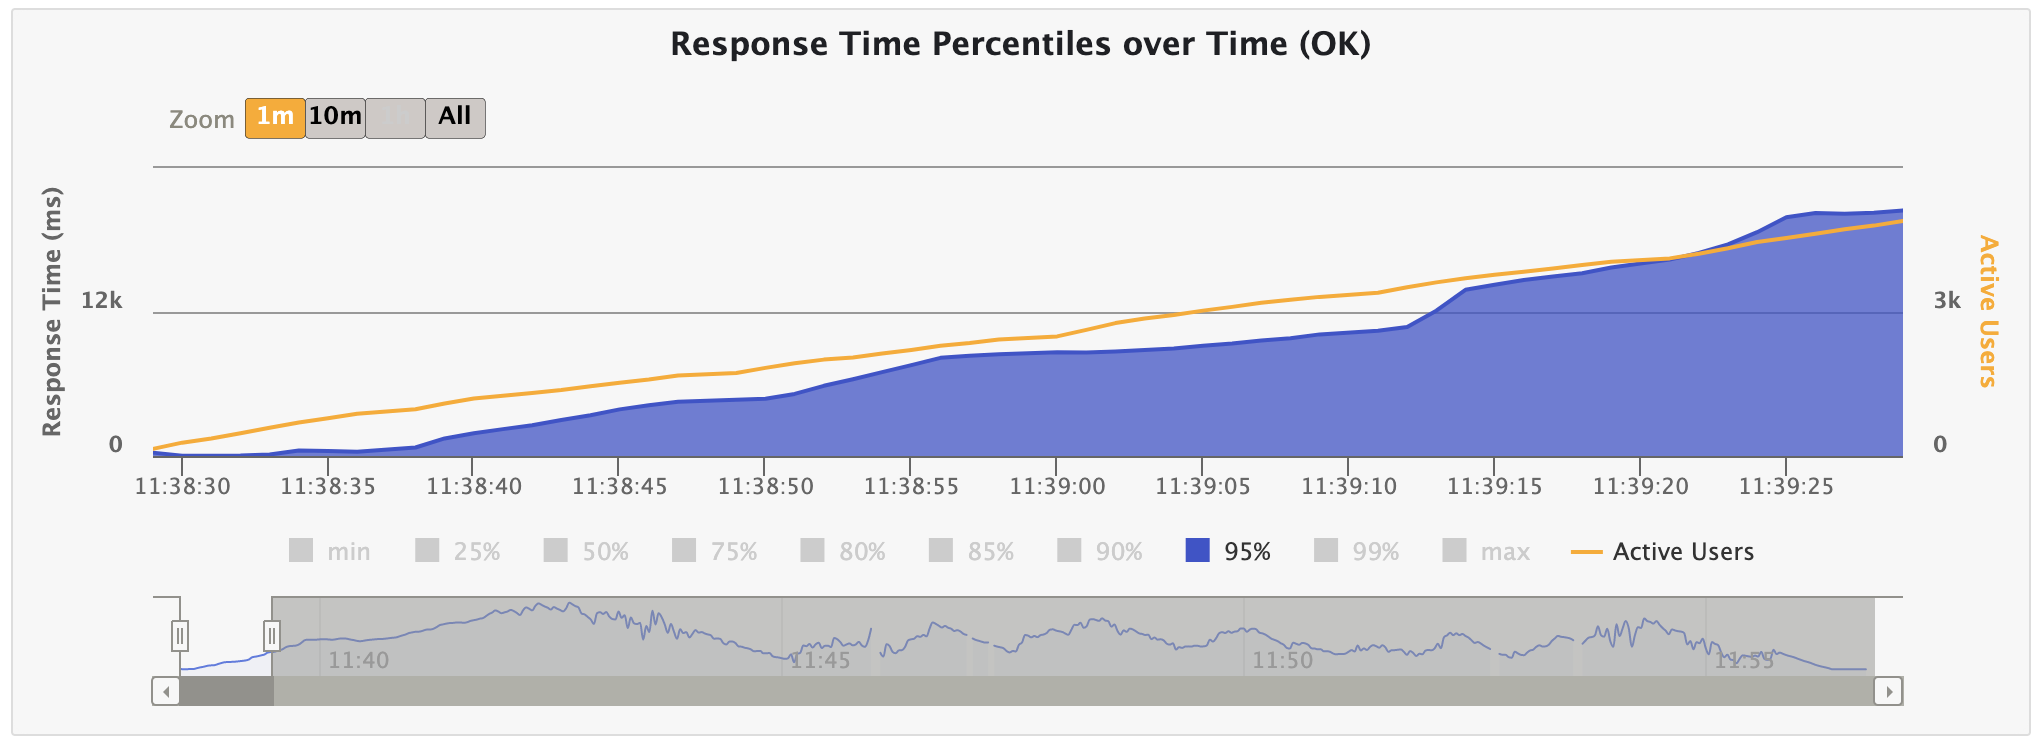 Response Time Percentiles over Time (OK)
Zoom 1m 10m All
Response Time (ms)
12k
0
3k
0
Active Users
11:38:30 11:38:35 11:38:40 11:38:45 11:38:50 11:38:55 11:39:00 11:39:05 11:39:10 11:39:15 11:39:20 11:39:25
min 25% 50% 75% 80% 85% 90% 95% 99% max Active Users
11:40 11:45 11:50 11:55